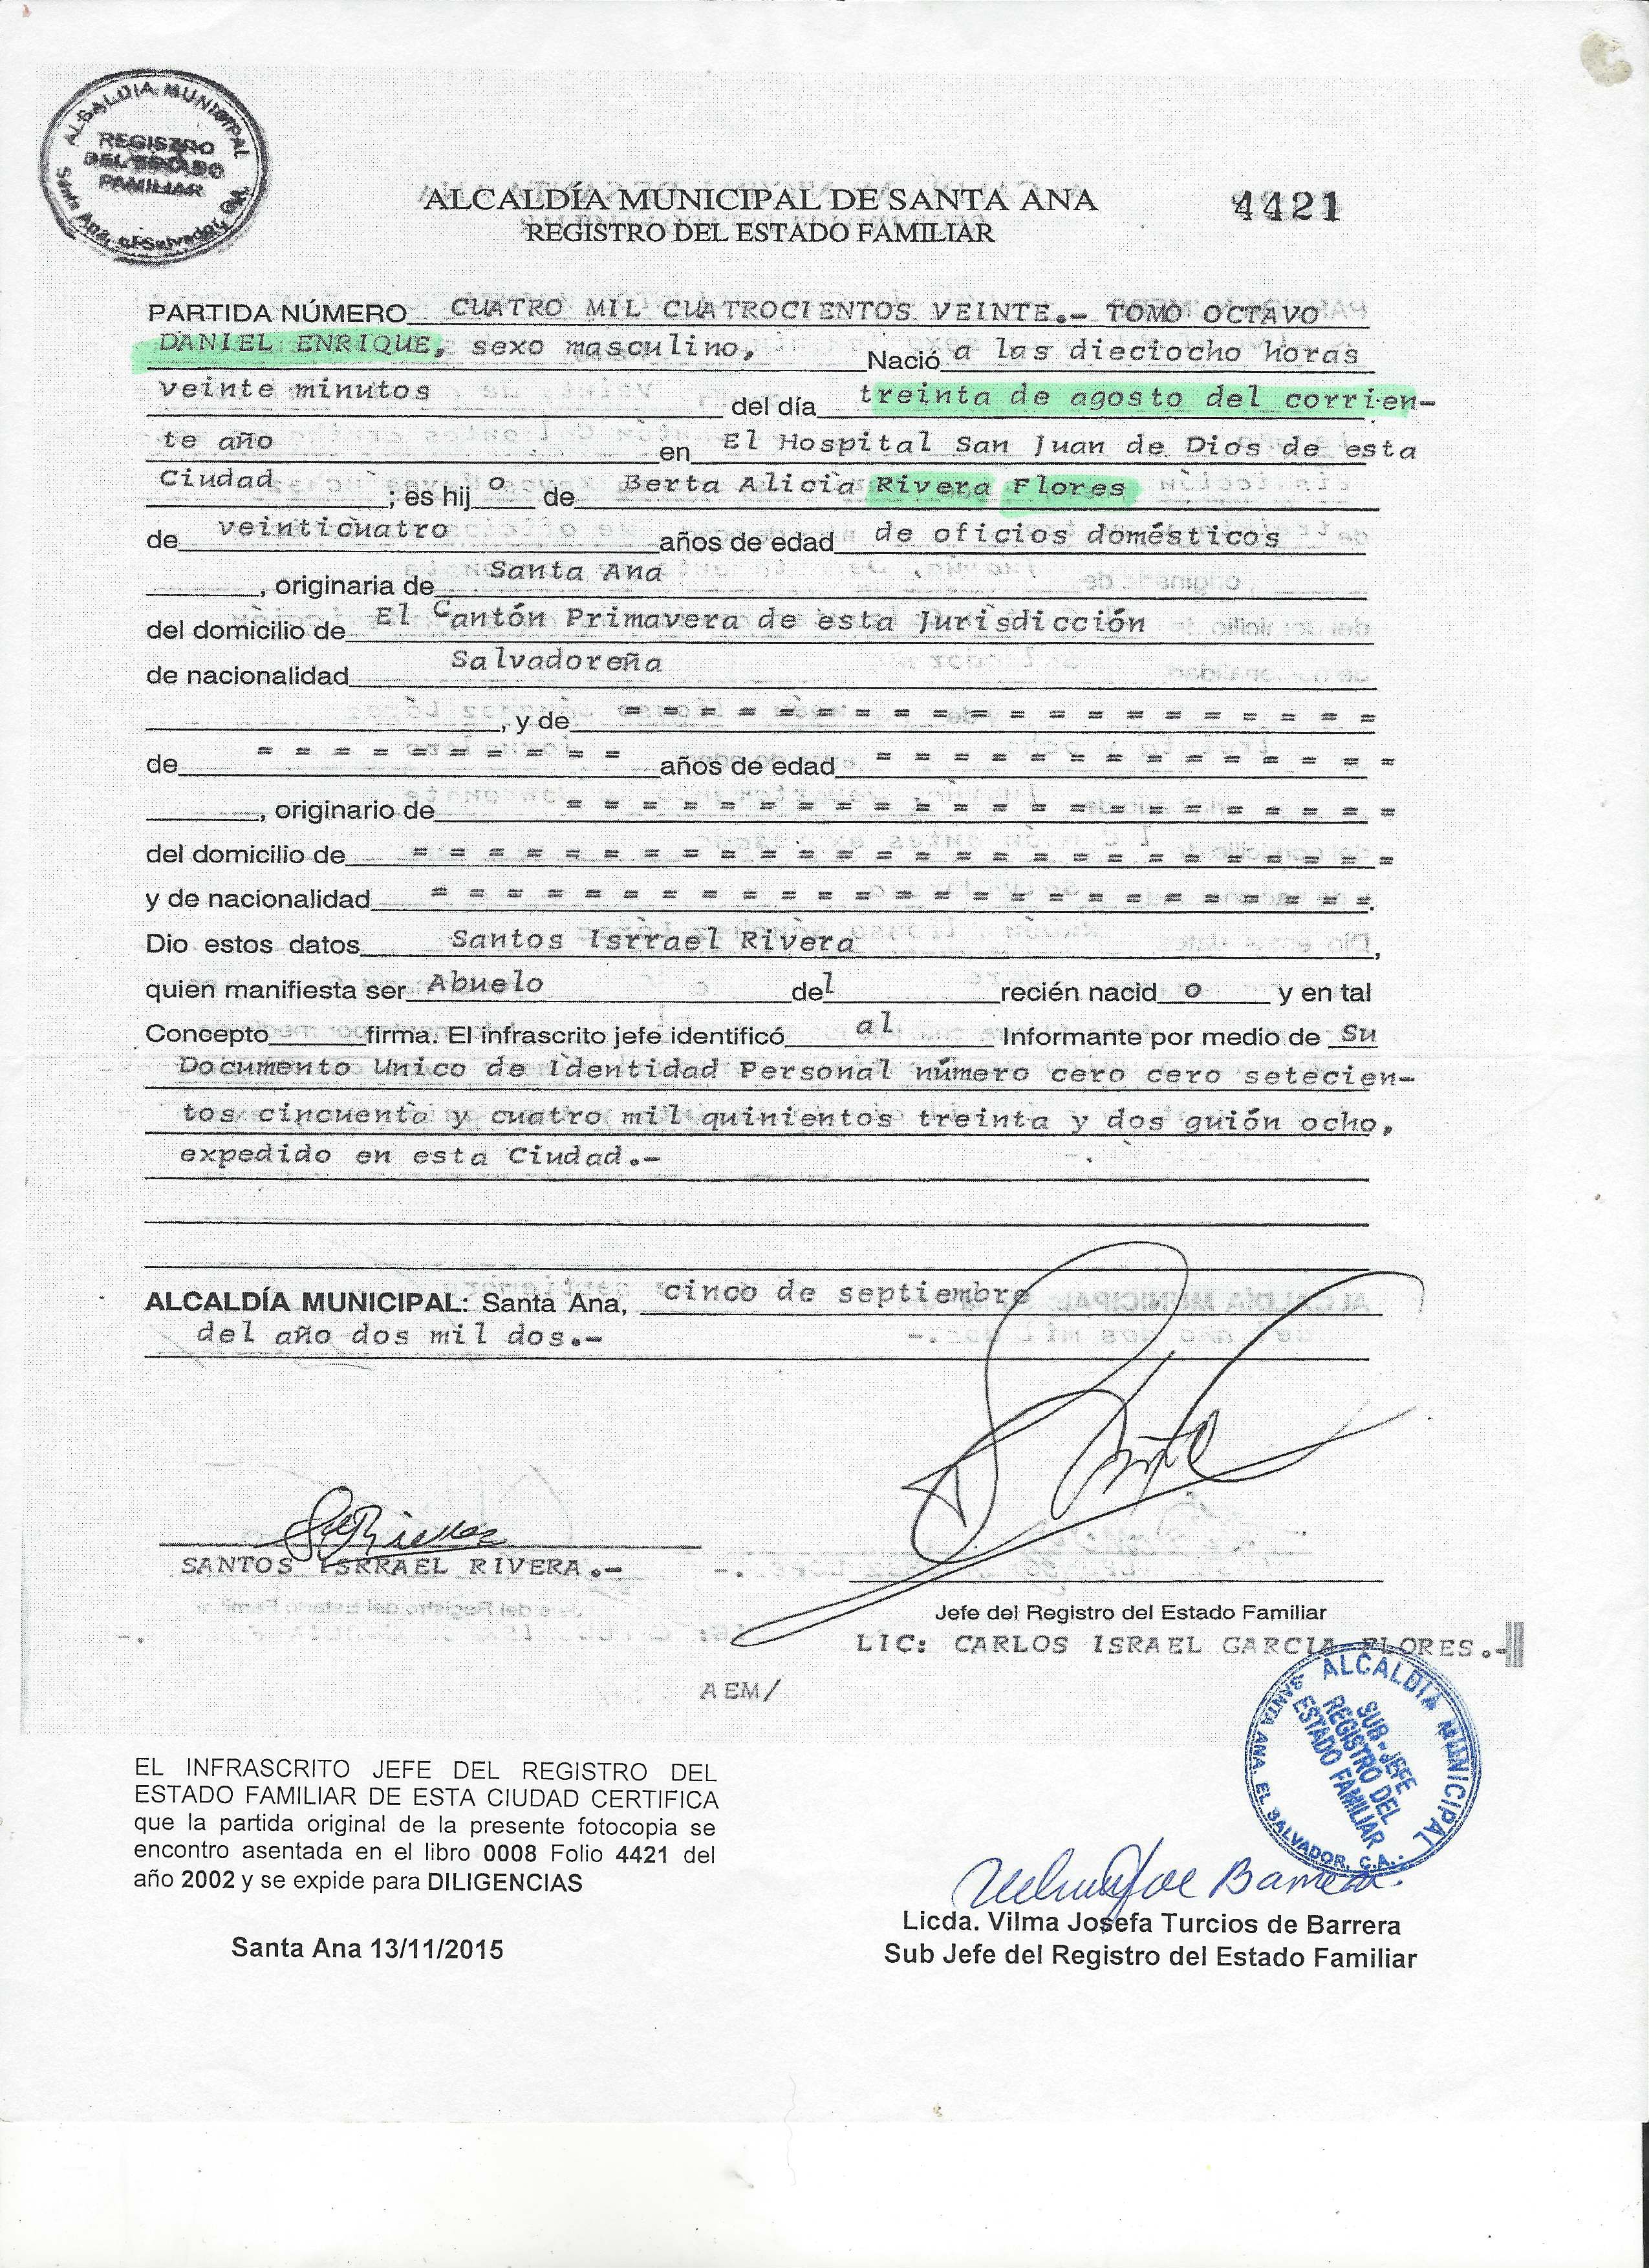 ALCALDIA MUNICIPAL
REGISTRO
DEL ESTADO
FAMILIAR
Santa Ana, El Salvador,
ALCALDÍA MUNICIPAL DE SANTA ANA
4421
REGISTRO DEL ESTADO FAMILIAR
PARTIDA NÚMERO CUATRO MIL CUATROCIENTOS VEINTE.- TOMO OCTAVO
DANIEL ENRIQUE, sexo masculino, Nació a las dieciocho horas
veinte minutos del día treinta de agosto del corrien-
te año en El Hospital San Juan de Dios de esta
Ciudad ; es hij o de Berta Alicia Rivera Flores
de veinticuatro años de edad de oficios domésticos
, originaria de Santa Ana
del domicilio de El Cantón Primavera de esta Jurisdicción
de nacionalidad Salvadoreña
, y de = = = = = = = = = = = = = = = = = = = =
de = = = = = = = = = = años de edad = = = = = = = = = = = = = =
, originario de = = = = = = = = = = = = = = = = = = = = = =
del domicilio de = = = = = = = = = = = = = = = = = = = = = = = = = =
y de nacionalidad = = = = = = = = = = = = = = = = = = = = = = = = =.
Dio estos datos Santos Isrrael Rivera ,
quien manifiesta ser Abuelo del recién nacid o y en tal
Concepto firma. El infrascrito jefe identificó al Informante por medio de Su
Documento Unico de Identidad Personal número cero cero setecien-
tos cincuenta y cuatro mil quinientos treinta y dos guión ocho,
expedido en esta Ciudad.-
ALCALDÍA MUNICIPAL: Santa Ana, cinco de septiembre
del año dos mil dos.-
SANTOS ISRRAEL RIVERA.-
Jefe del Registro del Estado Familiar
LIC: CARLOS ISRAEL GARCIA FLORES.-
AEM/
ALCALDIA MUNICIPAL
SUB-JEFE
REGISTRO DEL
ESTADO FAMILIAR
SANTA ANA, EL SALVADOR, C.A.
EL INFRASCRITO JEFE DEL REGISTRO DEL
ESTADO FAMILIAR DE ESTA CIUDAD CERTIFICA
que la partida original de la presente fotocopia se
encontro asentada en el libro 0008 Folio 4421 del
año 2002 y se expide para DILIGENCIAS
Santa Ana 13/11/2015
Licda. Vilma Josefa Turcios de Barrera
Sub Jefe del Registro del Estado Familiar